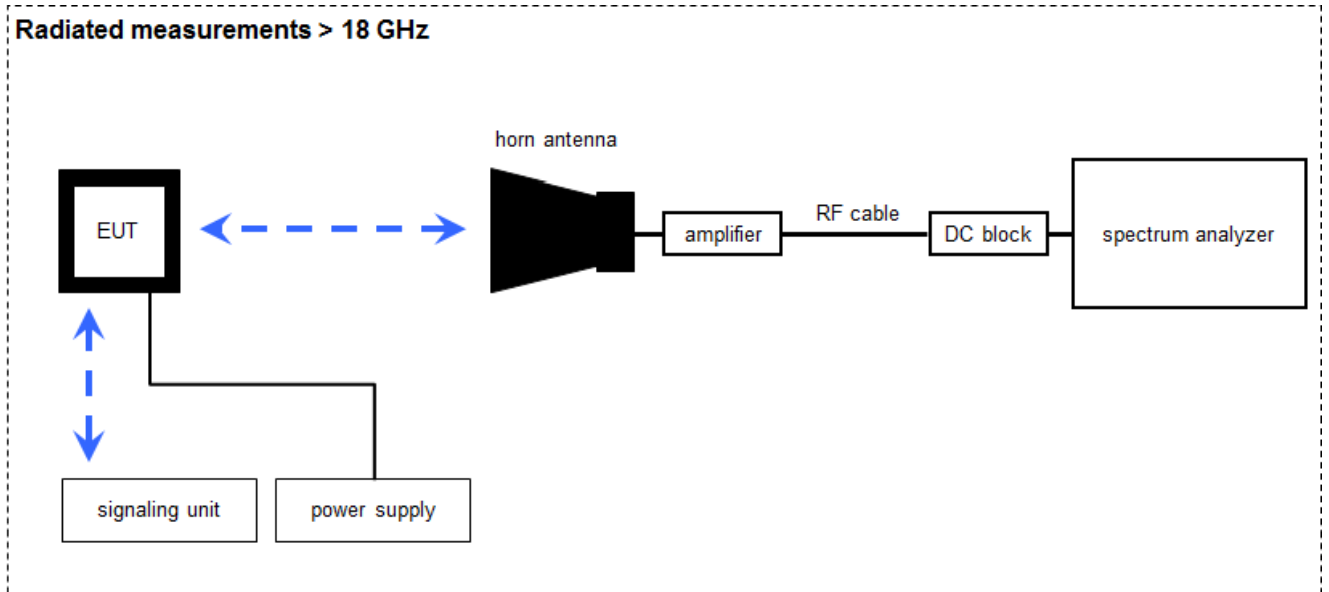 Radiated measurements > 18 GHz
horn antenna
EUT
amplifier
RF cable
DC block
spectrum analyzer
signaling unit
power supply